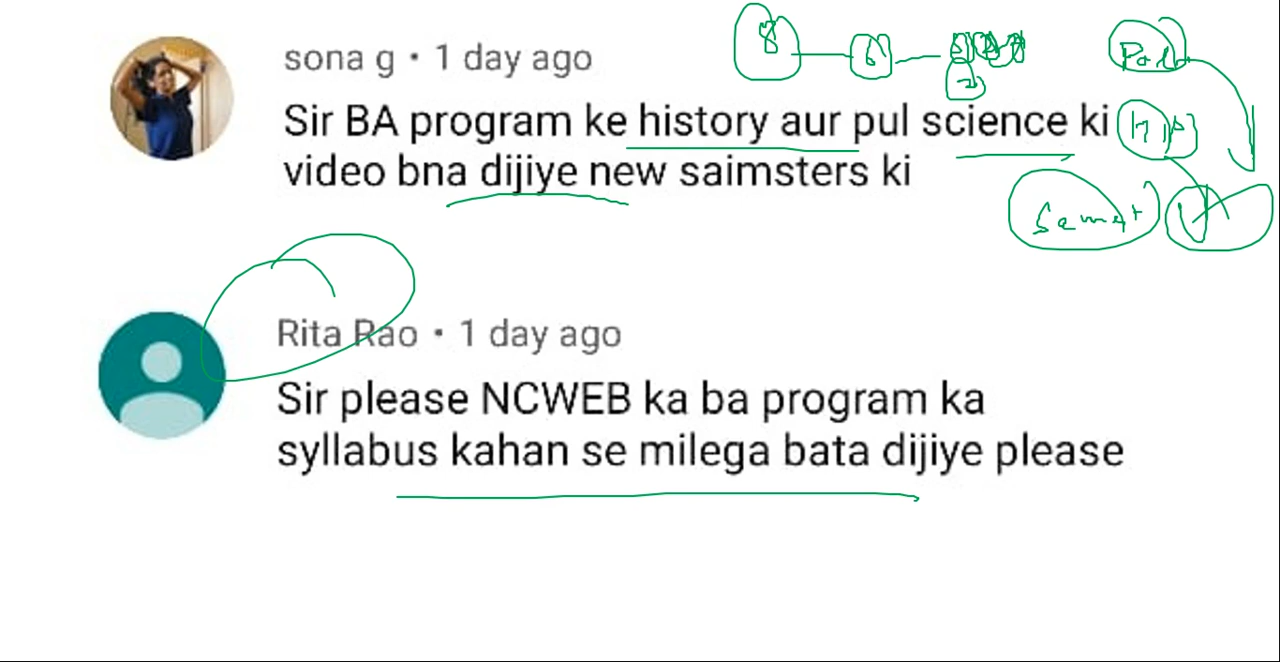 sona g • 1 day ago
Sir BA program ke history aur pul science ki
video bna dijiye new saimsters ki
Rita Rao • 1 day ago
Sir please NCWEB ka ba program ka
syllabus kahan se milega bata dijiye please